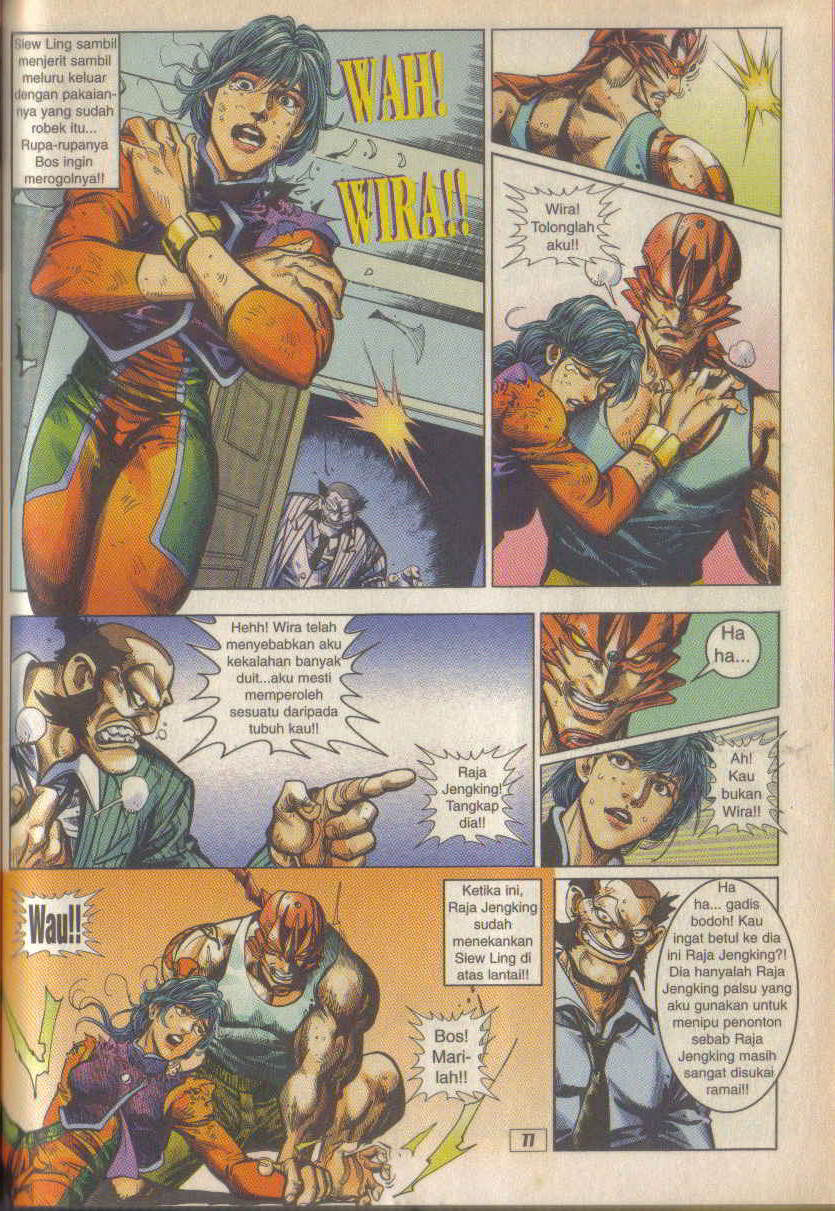 Siew Ling sambil
menjerit sambil
meluru keluar
dengan pakaian-
nya yang sudah
robek itu...
Rupa-rupanya
Bos ingin
merogolnya!!
WAH!
WIRA!!
Wira!
Tolonglah
aku!!
Hehh! Wira telah
menyebabkan aku
kekalahan banyak
duit...aku mesti
memperoleh
sesuatu daripada
tubuh kau!!
Raja
Jengking!
Tangkap
dia!!
Ha
ha...
Ah!
Kau
bukan
Wira!!
Wau!!
Ketika ini,
Raja Jengking
sudah
menekankan
Siew Ling di
atas lantai!!
Bos!
Mari-
lah!!
Ha
ha... gadis
bodoh! Kau
ingat betul ke dia
ini Raja Jengking?!
Dia hanyalah Raja
Jengking palsu yang
aku gunakan untuk
menipu penonton
sebab Raja
Jengking masih
sangat disukai
ramai!!
77